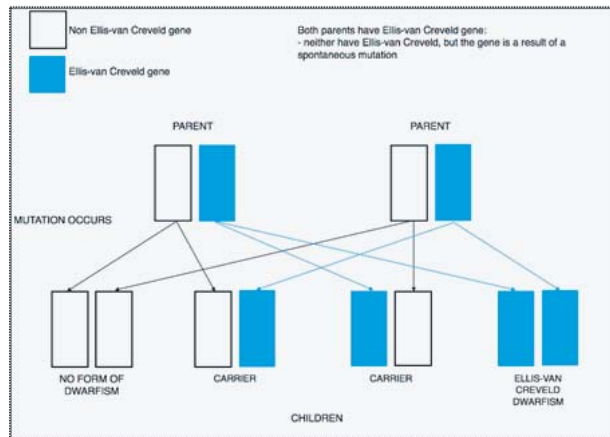 Non Ellis-van Creveld gene
Ellis-van Creveld gene
Both parents have Ellis-van Creveld gene:
- neither have Ellis-van Creveld, but the gene is a result of a
spontaneous mutation
PARENT
PARENT
MUTATION OCCURS
NO FORM OF
DWARFISM
CARRIER
CARRIER
ELLIS-VAN
CREVELD
DWARFISM
CHILDREN